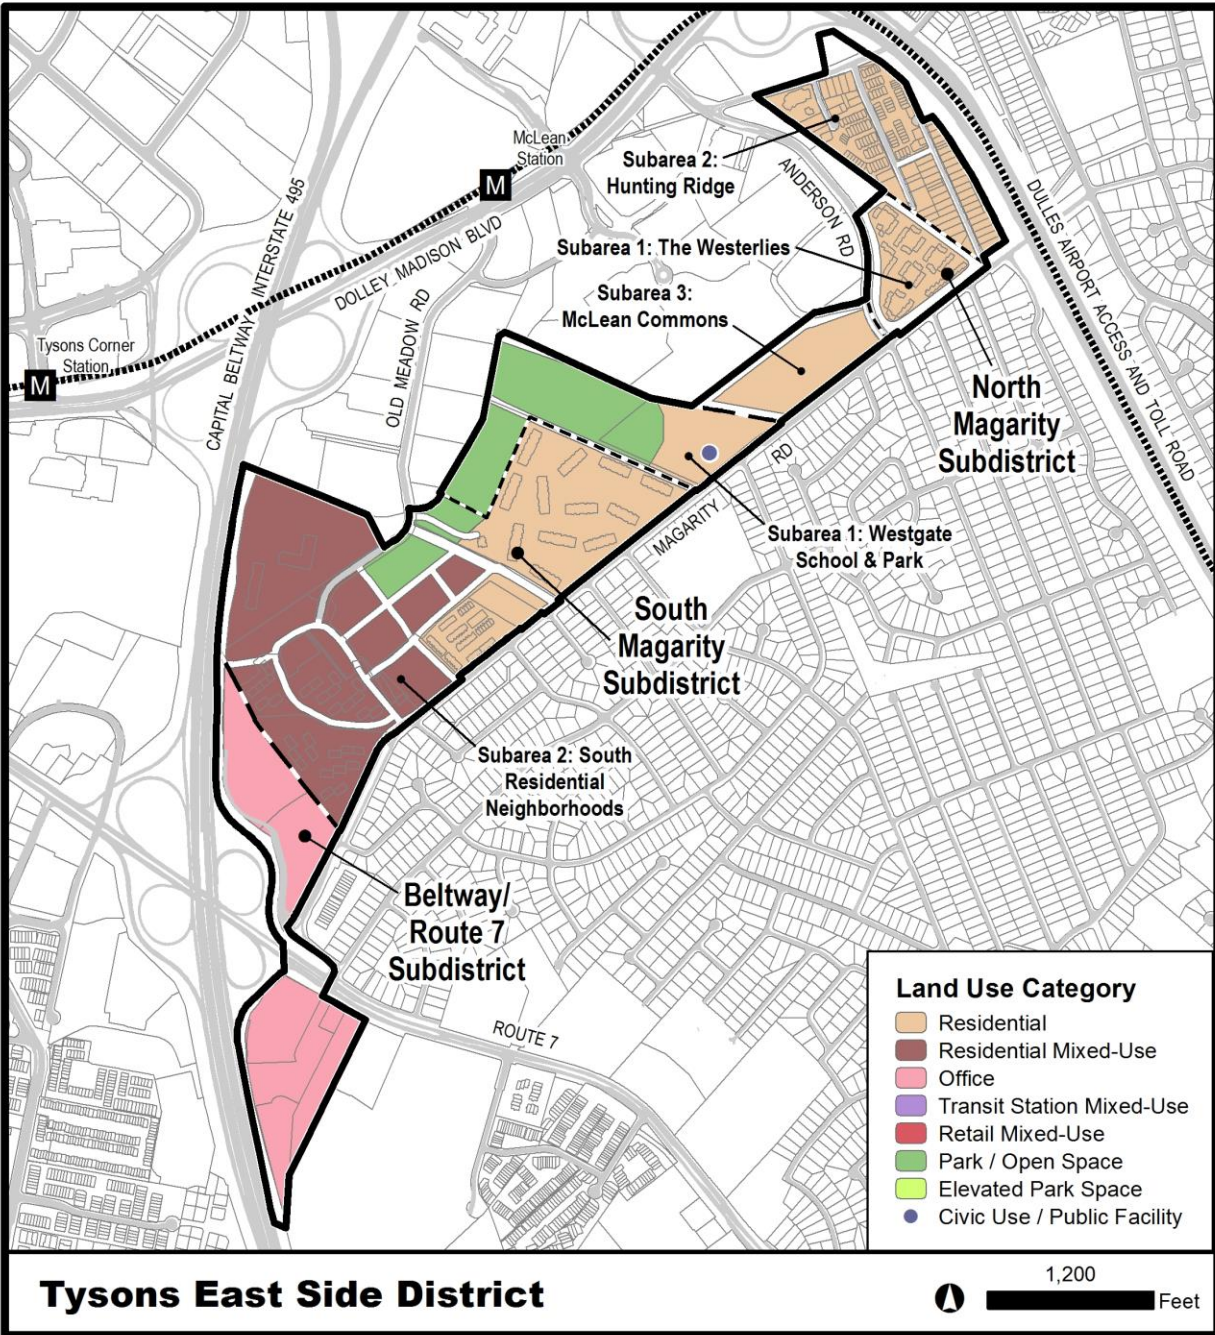 McLean
Station
M
Subarea 2:
Hunting Ridge
ANDERSON RD
DULLES AIRPORT ACCESS AND TOLL ROAD
CAPITAL BELTWAY INTERSTATE 495
DOLLEY MADISON BLVD
Subarea 1: The Westerlies
Subarea 3:
McLean Commons
OLD MEADOW RD
Tysons Corner
Station
M
North
Magarity
Subdistrict
MAGARITY RD
Subarea 1: Westgate
School & Park
South
Magarity
Subdistrict
Subarea 2: South
Residential
Neighborhoods
Beltway/
Route 7
Subdistrict
ROUTE 7
Land Use Category
Residential
Residential Mixed-Use
Office
Transit Station Mixed-Use
Retail Mixed-Use
Park / Open Space
Elevated Park Space
Civic Use / Public Facility
Tysons East Side District
1,200
Feet